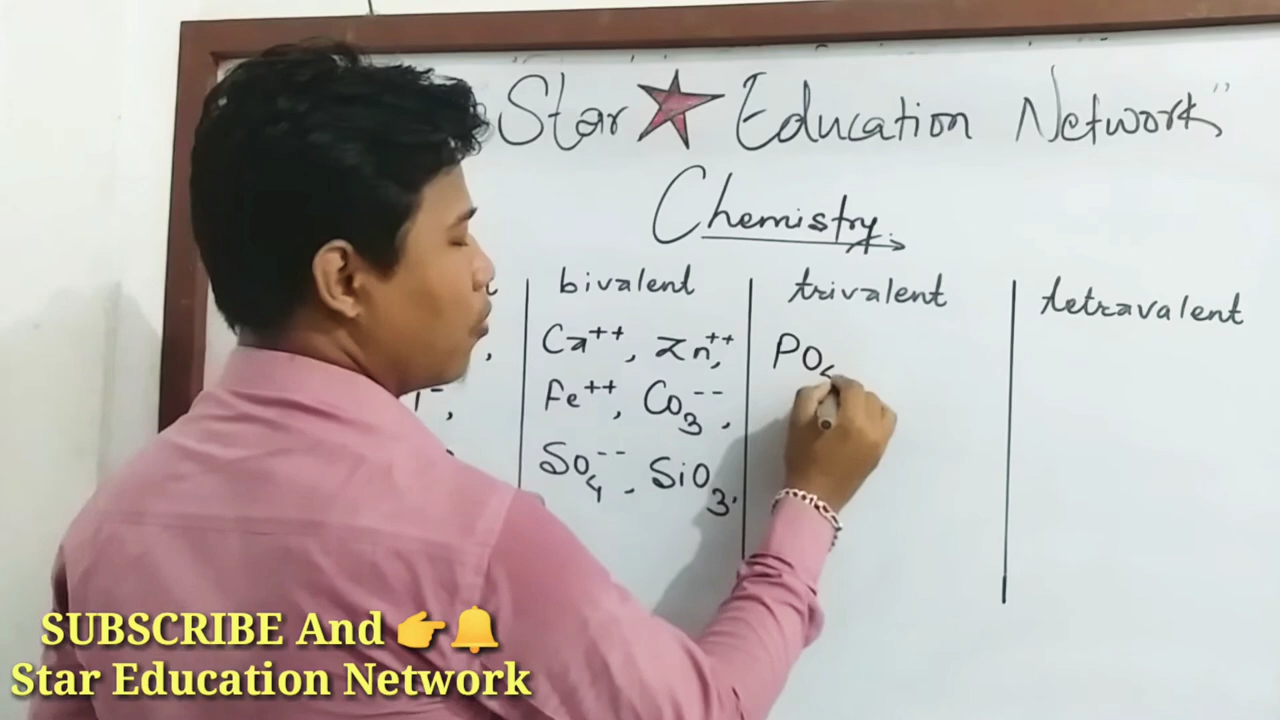 Star ★ Education Network"
Chemistry
bivalent trivalent tetravalent
Ca⁺⁺, Zn⁺⁺, PO₄
Fe⁺⁺, Co₃⁻⁻,
So₄⁻⁻, SiO₃.
SUBSCRIBE And 👉🔔
Star Education Network